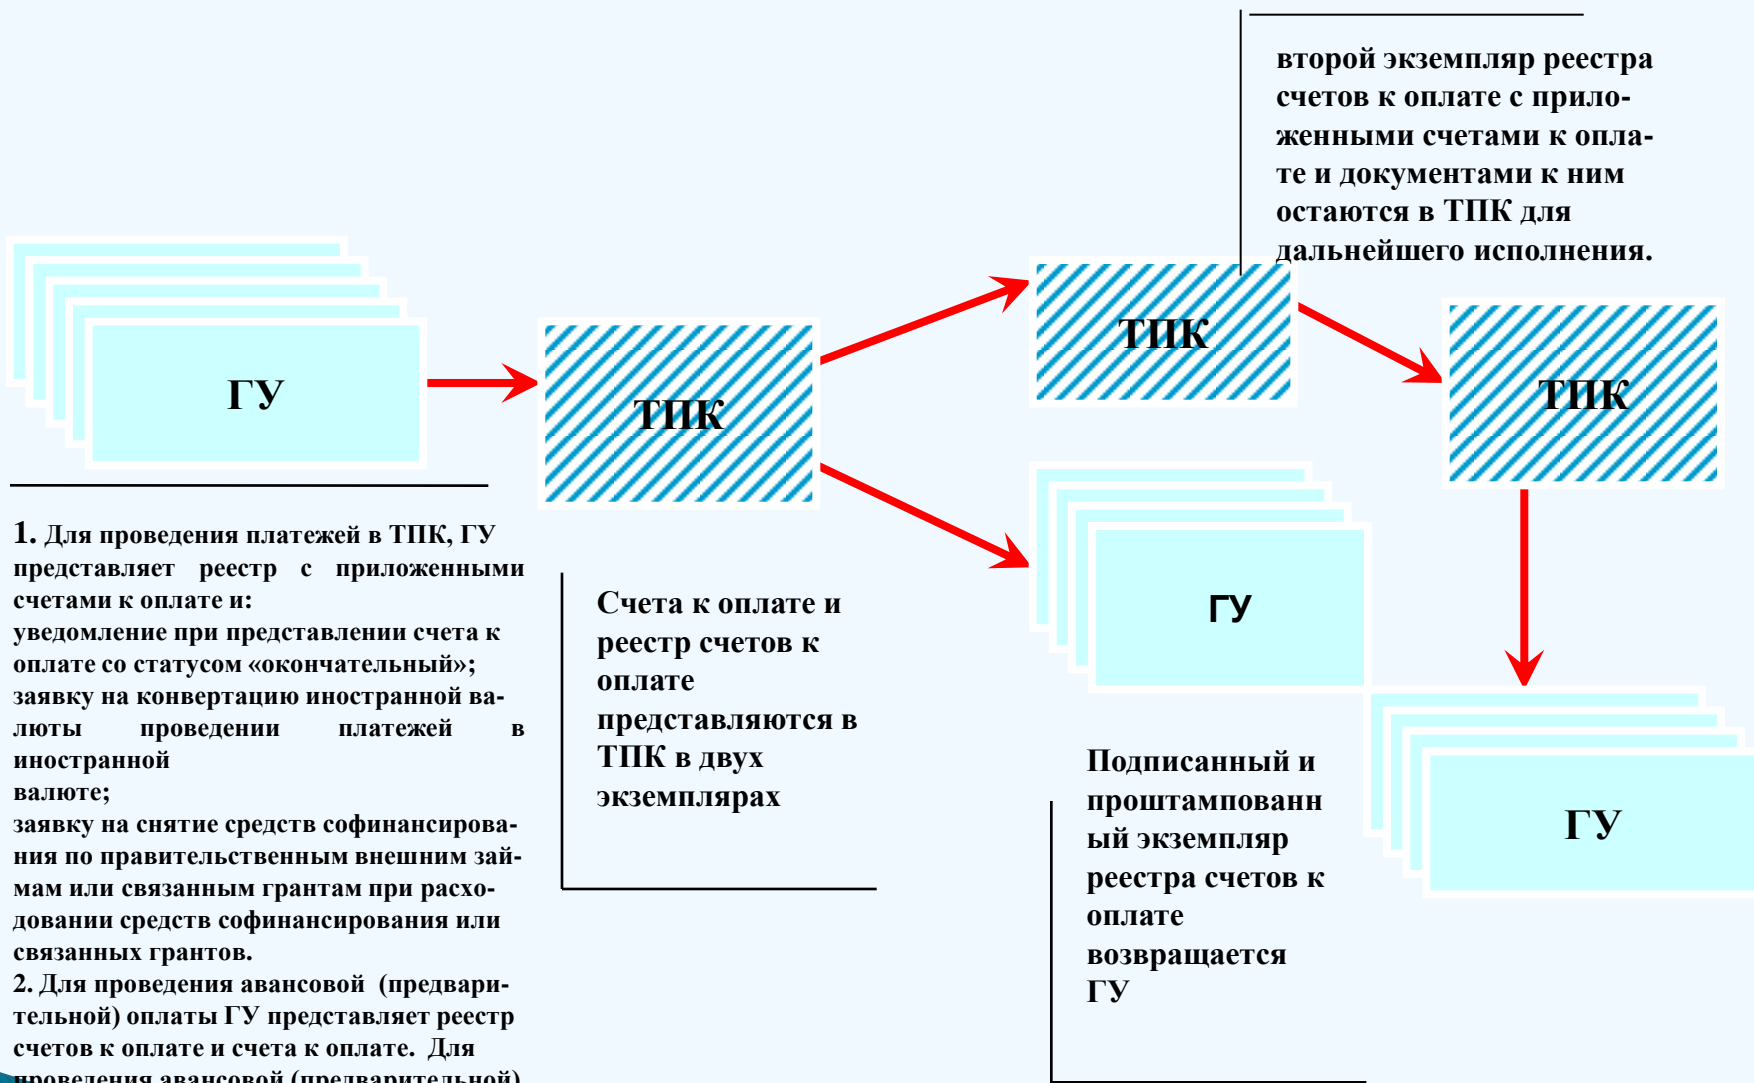 второй экземпляр реестра
счетов к оплате с прило-
женными счетами к опла-
те и документами к ним
остаются в ТПК для
дальнейшего исполнения.
ГУ
ТПК
ТПК
ТПК
ГУ
ГУ
1. Для проведения платежей в ТПК, ГУ
представляет реестр с приложенными
счетами к оплате и:
уведомление при представлении счета к
оплате со статусом «окончательный»;
заявку на конвертацию иностранной ва-
люты проведении платежей в
иностранной
валюте;
заявку на снятие средств софинансирова-
ния по правительственным внешним зай-
мам или связанным грантам при расхо-
довании средств софинансирования или
связанных грантов.
2. Для проведения авансовой (предвари-
тельной) оплаты ГУ представляет реестр
счетов к оплате и счета к оплате. Для
проведения авансовой (предварительной)
Счета к оплате и
реестр счетов к
оплате
представляются в
ТПК в двух
экземплярах
Подписанный и
проштампованн
ый экземпляр
реестра счетов к
оплате
возвращается
ГУ